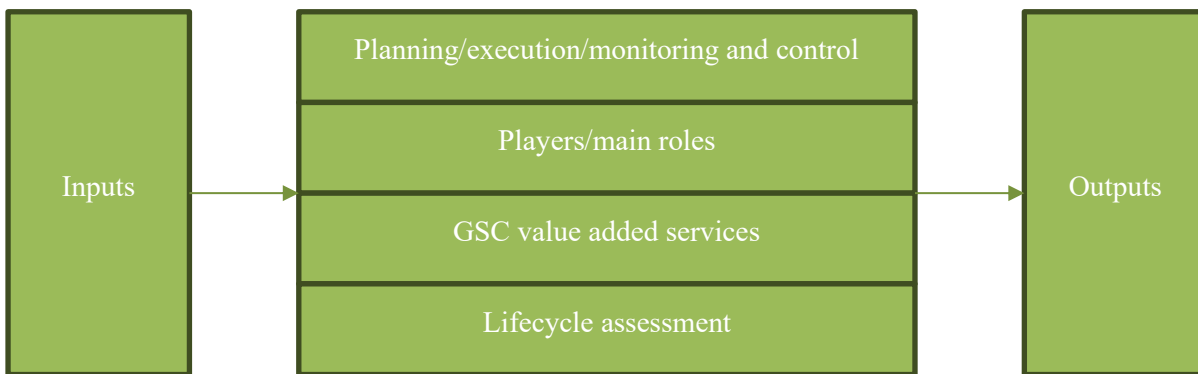 Inputs
Planning/execution/monitoring and control
Players/main roles
GSC value added services
Lifecycle assessment
Outputs